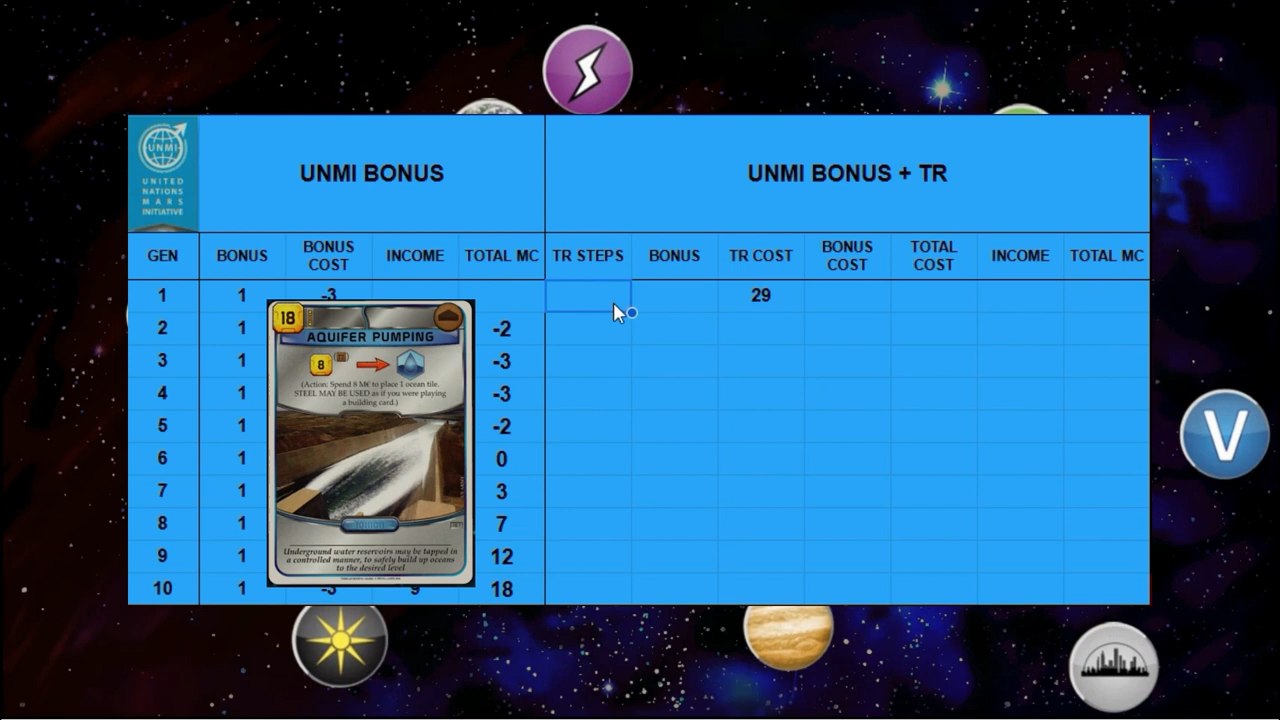 UNMI
UNITED
NATIONS
MARS
INITIATIVE
UNMI BONUS
UNMI BONUS + TR
GEN BONUS BONUS COST INCOME TOTAL MC TR STEPS BONUS TR COST BONUS COST TOTAL COST INCOME TOTAL MC
1 1 -3 29
2 1 -2
3 1 -3
4 1 -3
5 1 -2
6 1 0
7 1 3
8 1 7
9 1 12
10 1 -3 9 18
18
AQUIFER PUMPING
8
(Action: Spend 8 M€ to place 1 ocean tile.
STEEL MAY BE USED as if you were playing
a building card.)
Underground water reservoirs may be tapped in
a controlled manner, to safely build up oceans
to the desired level
V